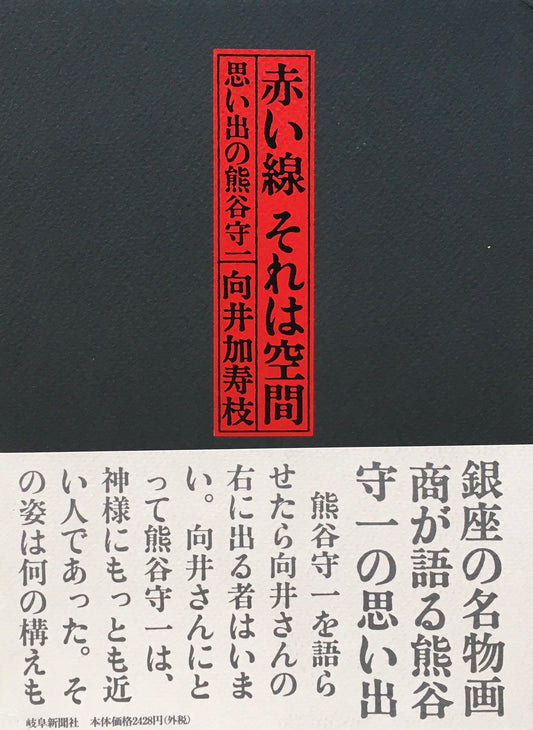 赤い線 それは空間
思い出の熊谷守一
向井加寿枝
銀座の名物画
商が語る熊谷
守一の思い出
熊谷守一を語ら
せたら向井さんの
右に出る者はいま
い。向井さんにと
って熊谷守一は、
神様にもっとも近
い人であった。そ
の姿は何の構えも
岐阜新聞社 本体価格2428円(外税)